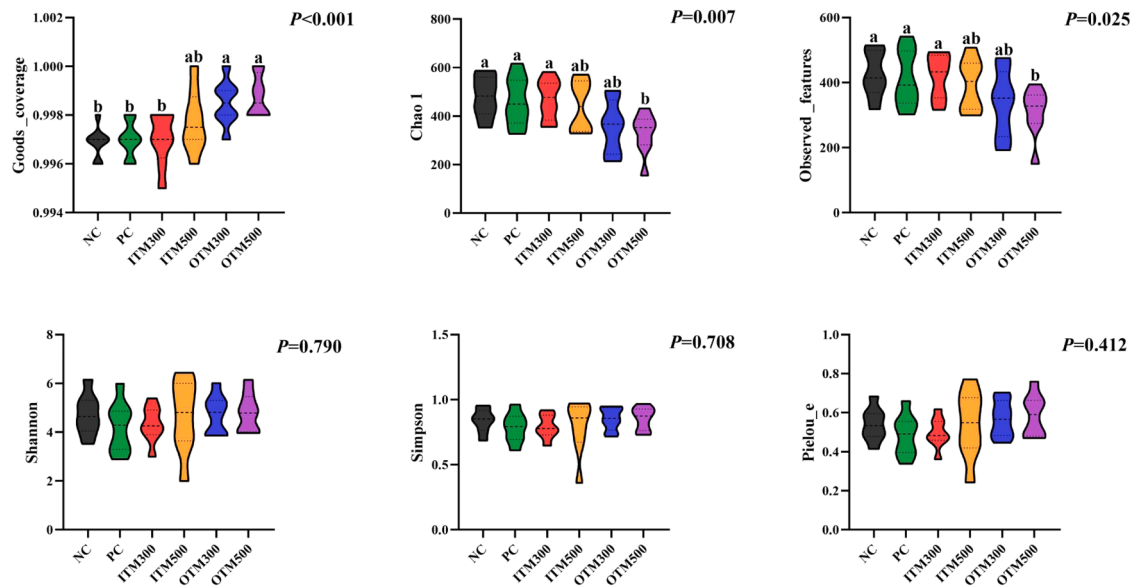 P<0.001
Goods_coverage
1.002
1.000
0.998
0.996
0.994
b b b ab a a
NC PC ITM300 ITM500 OTM300 OTM500
P=0.007
Chao 1
800
600
400
200
0
a a a ab ab b
NC PC ITM300 ITM500 OTM300 OTM500
P=0.025
Observed _features
600
400
200
0
a a a ab ab b
NC PC ITM300 ITM500 OTM300 OTM500
P=0.790
Shannon
8
6
4
2
0
NC PC ITM300 ITM500 OTM300 OTM500
P=0.708
Simpson
1.5
1.0
0.5
0.0
NC PC ITM300 ITM500 OTM300 OTM500
P=0.412
Pielou_e
1.0
0.8
0.6
0.4
0.2
0.0
NC PC ITM300 ITM500 OTM300 OTM500